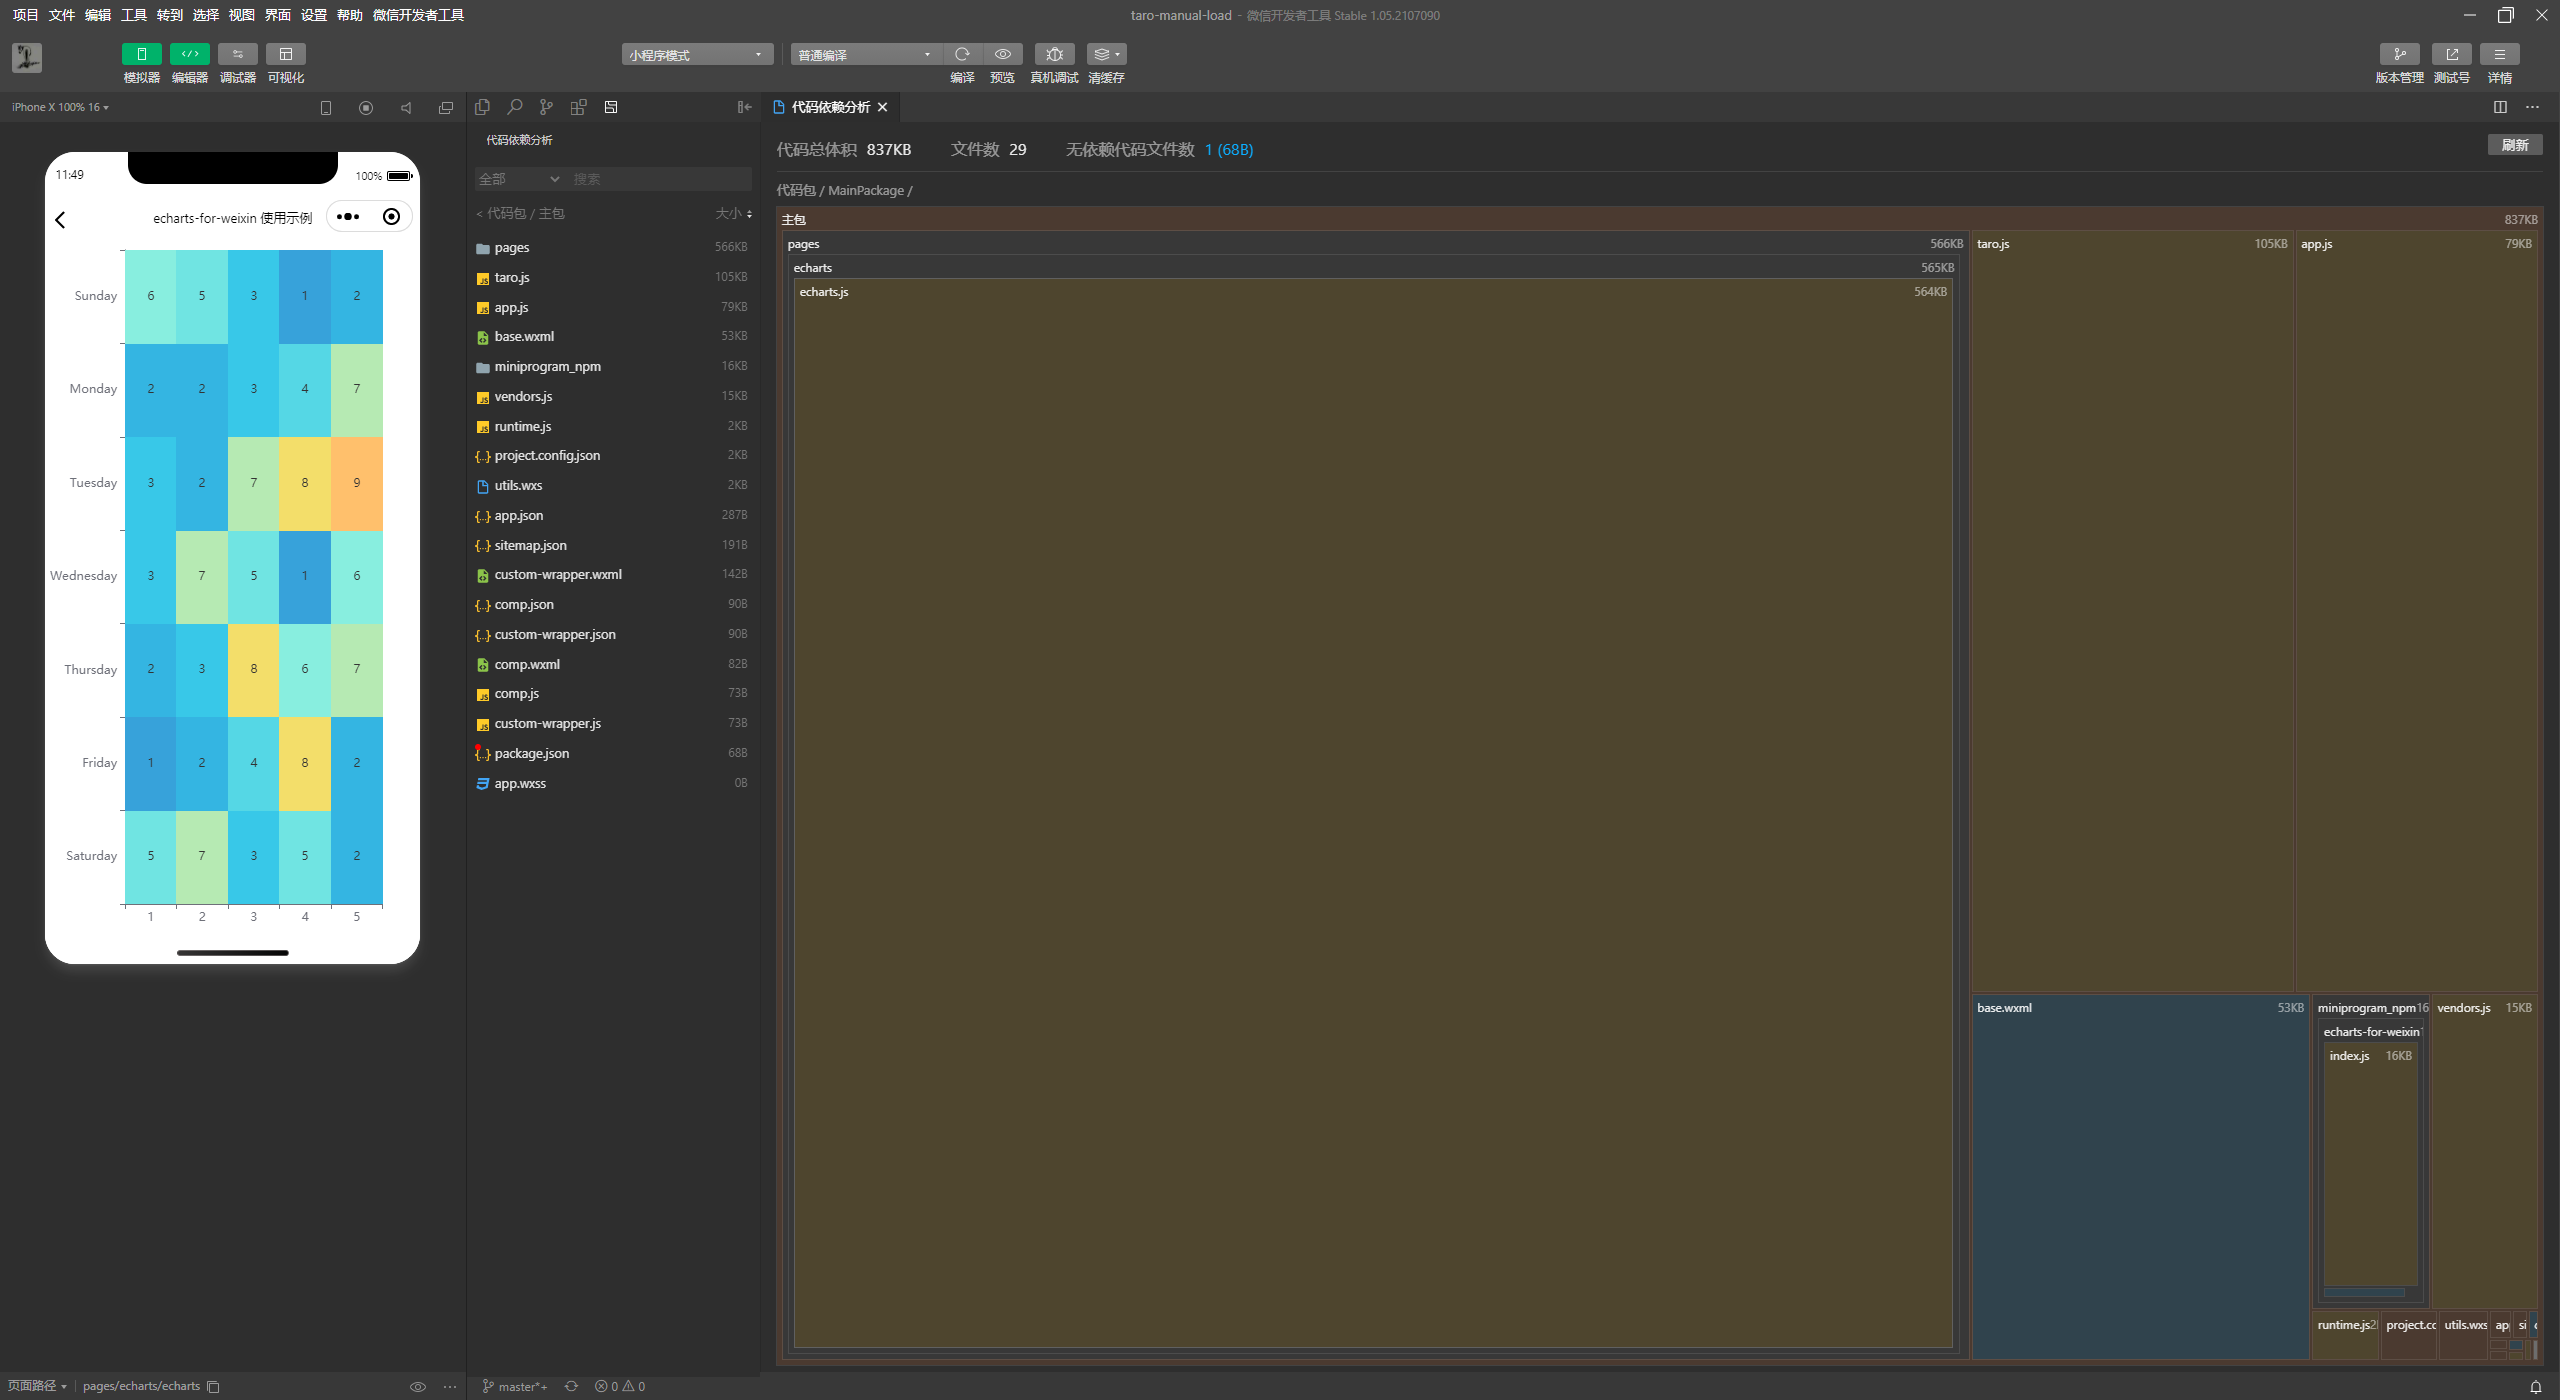 项目 文件 编辑 工具 转到 选择 视图 界面 设置 帮助 微信开发者工具
taro-manual-load - 微信开发者工具 Stable 1.05.2107090
模拟器 编辑器 调试器 可视化
小程序模式
普通编译
编译 预览 真机调试 清缓存
版本管理 测试号 详情
iPhone X 100% 16
11:49
100%
echarts-for-weixin 使用示例
Sunday 6 5 3 1 2
Monday 2 2 3 4 7
Tuesday 3 2 7 8 9
Wednesday 3 7 5 1 6
Thursday 2 3 8 6 7
Friday 1 2 4 8 2
Saturday 5 7 3 5 2
1 2 3 4 5
页面路径 pages/echarts/echarts
代码依赖分析
全部 搜索
< 代码包 / 主包 大小
pages 566KB
taro.js 105KB
app.js 79KB
base.wxml 53KB
miniprogram_npm 16KB
vendors.js 15KB
runtime.js 2KB
project.config.json 2KB
utils.wxs 2KB
app.json 287B
sitemap.json 191B
custom-wrapper.wxml 142B
comp.json 90B
custom-wrapper.json 90B
comp.wxml 82B
comp.js 73B
custom-wrapper.js 73B
package.json 68B
app.wxss 0B
master*+ 0 0
代码依赖分析
代码总体积 837KB 文件数 29 无依赖代码文件数 1 (68B)
刷新
代码包 / MainPackage /
主包 837KB
pages 566KB
echarts 565KB
echarts.js 564KB
taro.js 105KB
app.js 79KB
base.wxml 53KB
miniprogram_npm 16
echarts-for-weixin
index.js 16KB
vendors.js 15KB
runtime.js 2
project.cc
utils.wxs
ap
si